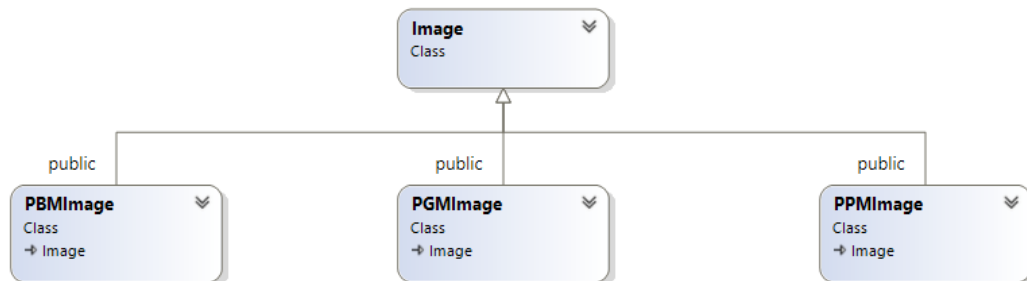 Image
Class
public
public
public
PBMImage
Class
Image
PGMImage
Class
Image
PPMImage
Class
Image